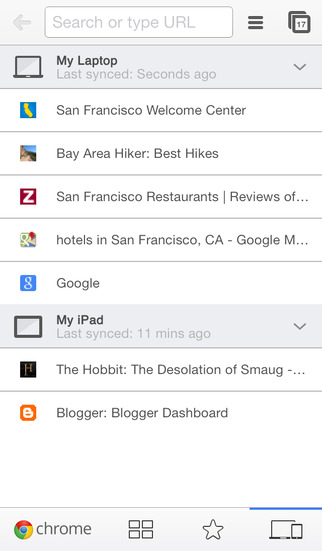 Search or type URL
17
My Laptop
Last synced: Seconds ago
San Francisco Welcome Center
Bay Area Hiker: Best Hikes
Z
San Francisco Restaurants | Reviews of...
hotels in San Francisco, CA - Google M...
g
Google
My iPad
Last synced: 11 mins ago
H
The Hobbit: The Desolation of Smaug -...
B
Blogger: Blogger Dashboard
chrome